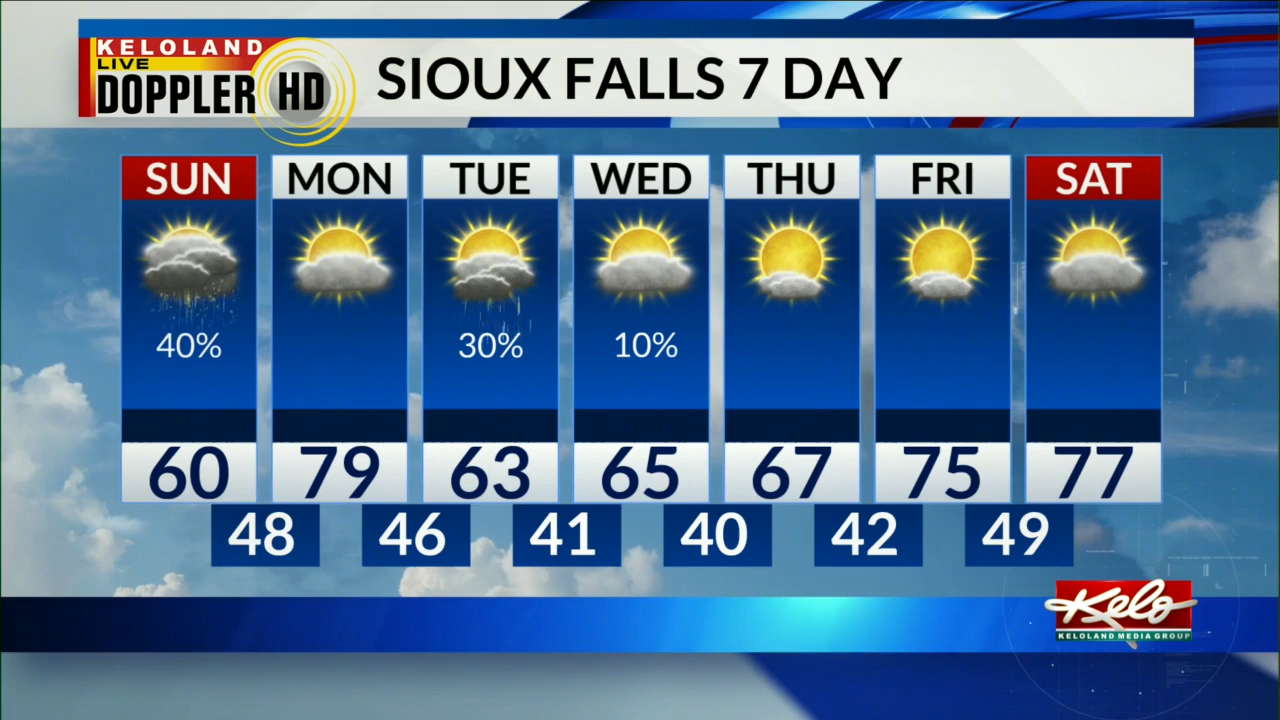 KELOLAND
LIVE
DOPPLER HD
SIOUX FALLS 7 DAY
SUN MON TUE WED THU FRI SAT
40% 30% 10%
60 79 63 65 67 75 77
48 46 41 40 42 49
Kelo
KELOLAND MEDIA GROUP